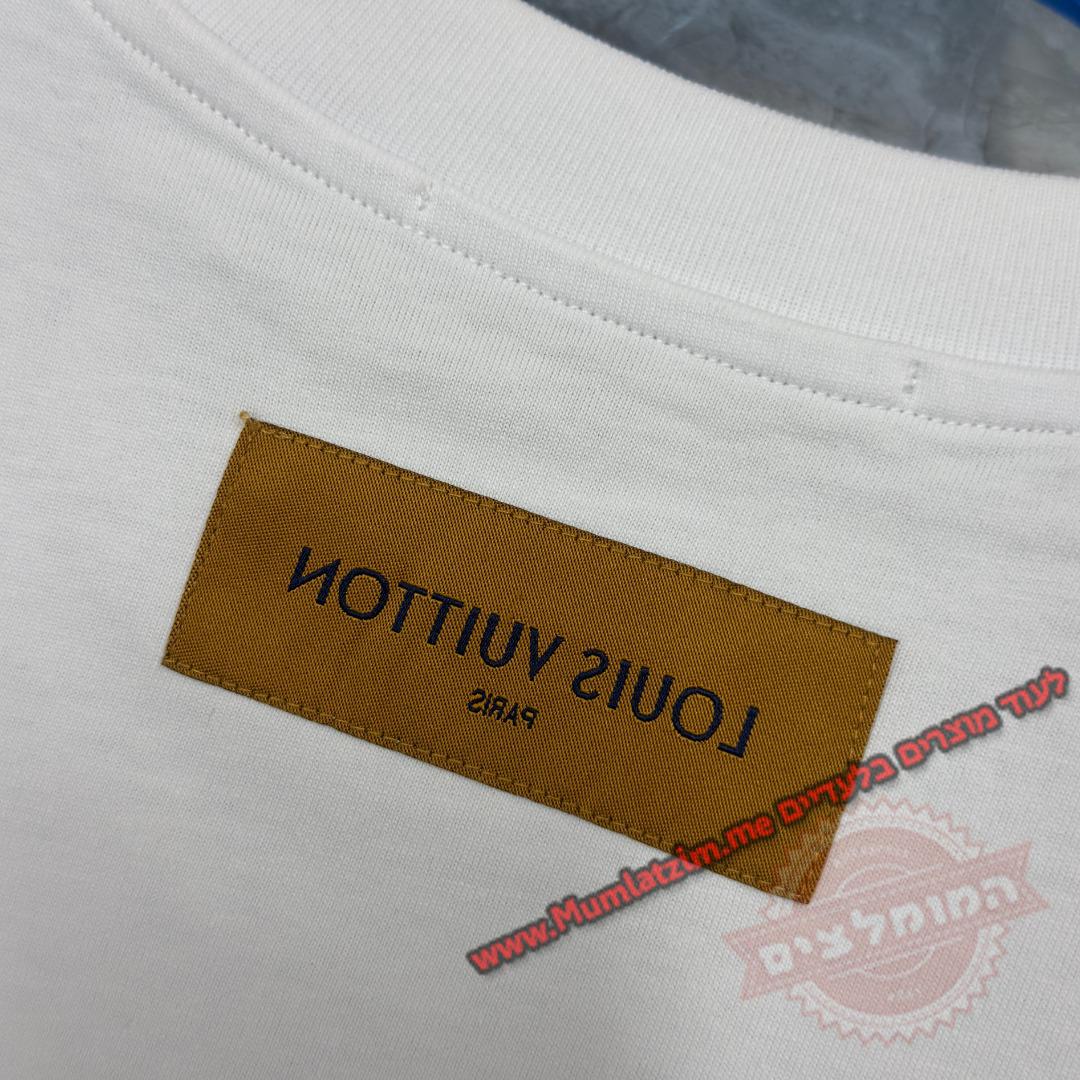 LOUIS VUITTON
PARIS
לעוד מוצרים בלעדיים www.Mumlatzim.me
המומלצים